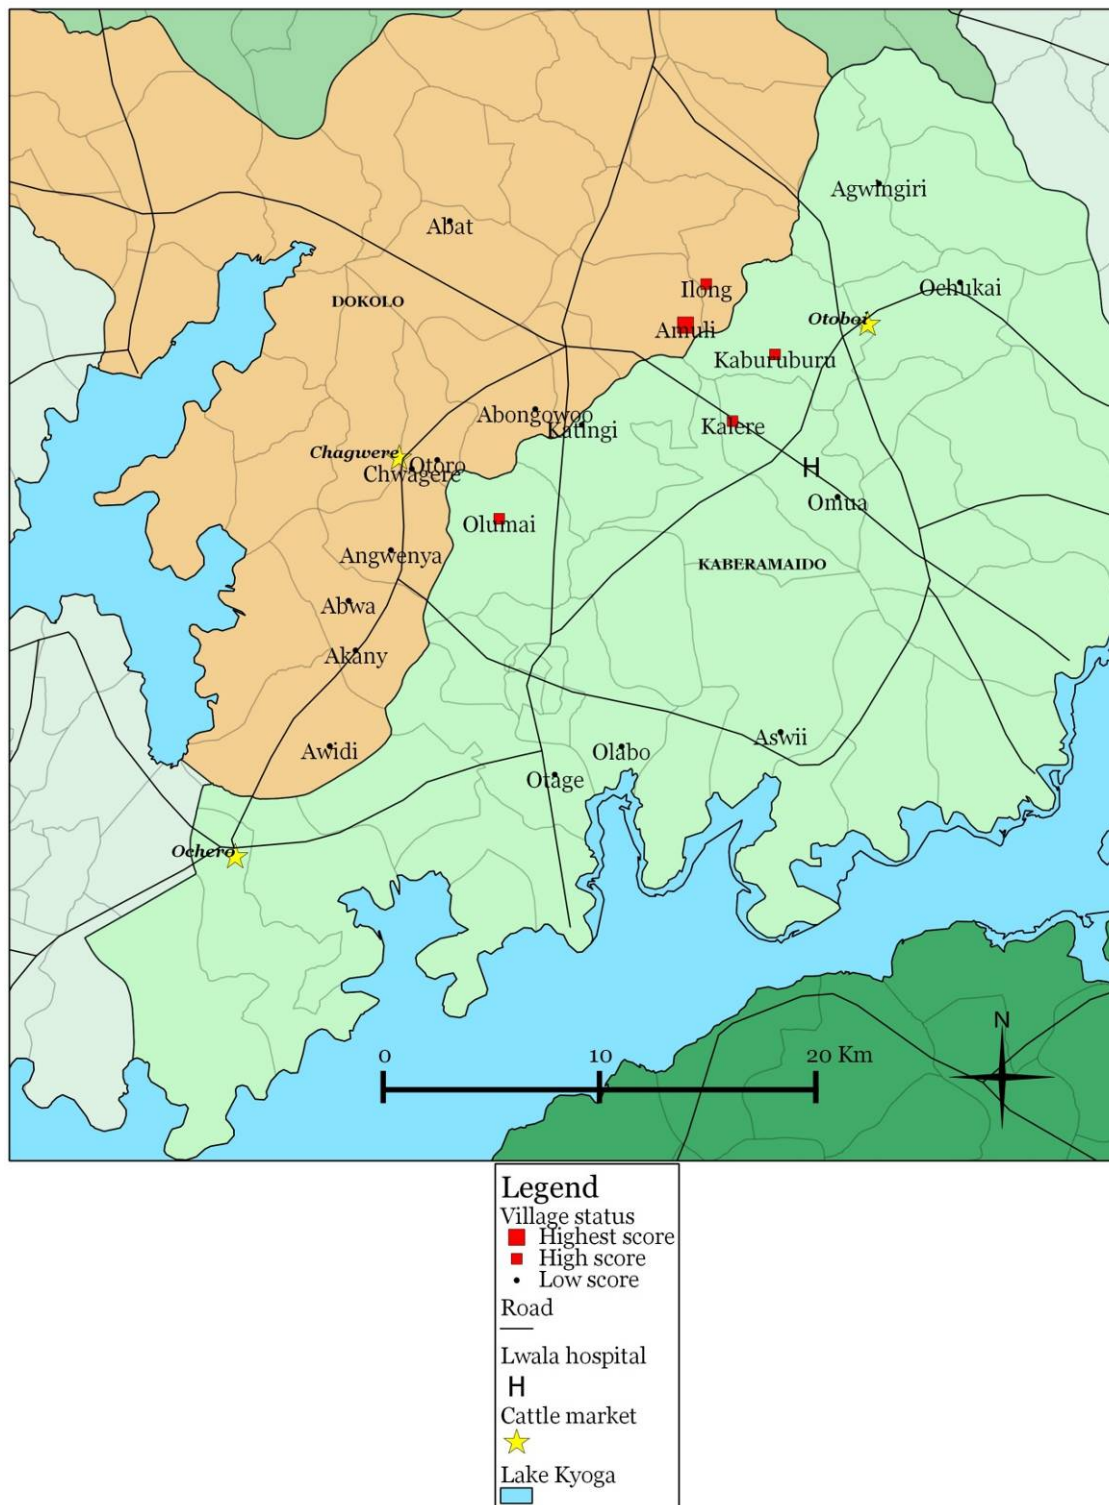 Agwingiri
Abat
Ilong
Ochukai
DOKOLO
Otoboi
Amuli
Kaburuburu
Abongowoo
Katingi
Kalere
Chagwere
Otoro
Chwagere
H
Omua
Olumai
Angwenya
KABERAMAIDO
Abwa
Akany
Awidi
Olabo
Aswii
Otage
Ochero
N
0 10 20 Km
Legend
Village status
Highest score
High score
Low score
Road
Lwala hospital
H
Cattle market
Lake Kyoga